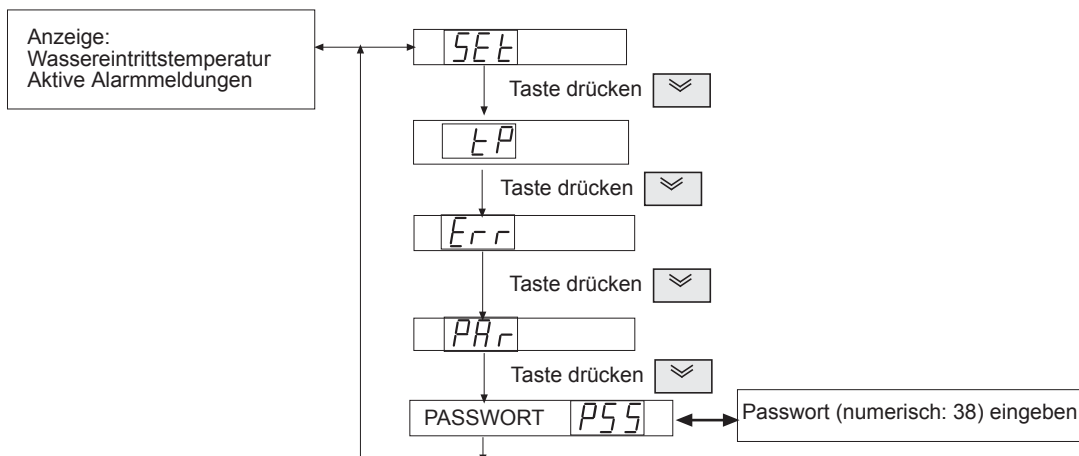 Anzeige:
Wassereintrittstemperatur
Aktive Alarmmeldungen
SEt
Taste drücken
tP
Taste drücken
Err
Taste drücken
PAr
Taste drücken
PASSWORT PSS
Passwort (numerisch: 38) eingeben